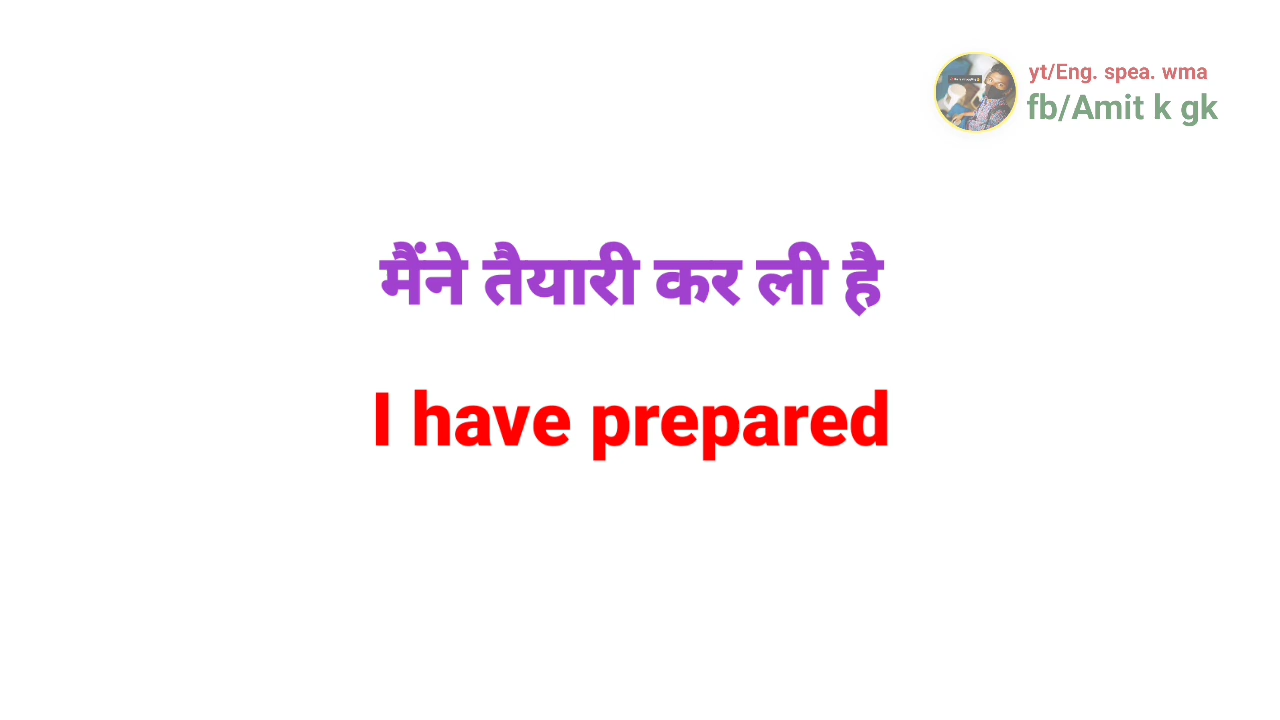 yt/Eng. spea. wma
fb/Amit k gk
मैंने तैयारी कर ली है
I have prepared